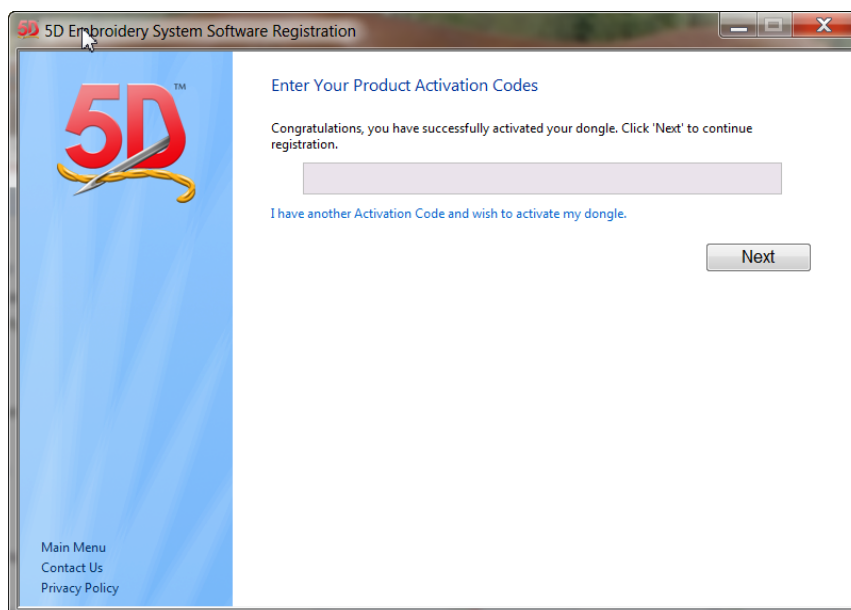 5D 5D Embroidery System Software Registration
5D™
Enter Your Product Activation Codes
Congratulations, you have successfully activated your dongle. Click 'Next' to continue
registration.
I have another Activation Code and wish to activate my dongle.
Next
Main Menu
Contact Us
Privacy Policy